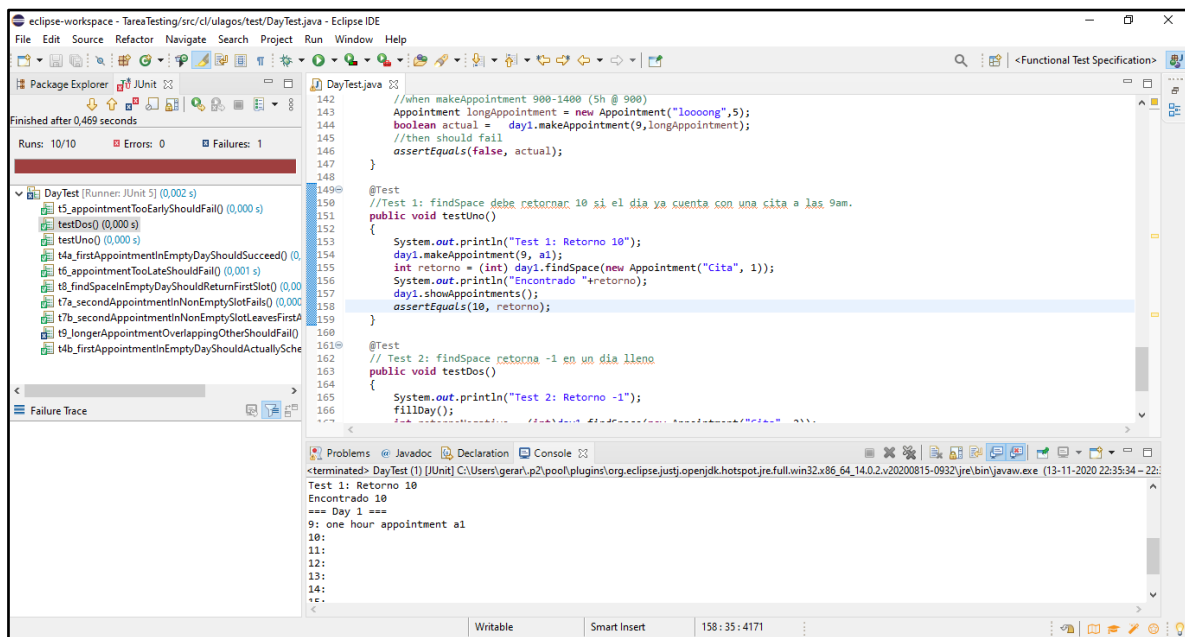 eclipse-workspace - TareaTesting/src/cl/ulagos/test/DayTest.java - Eclipse IDE
File Edit Source Refactor Navigate Search Project Run Window Help
<Functional Test Specification>
Package Explorer JUnit
Finished after 0,469 seconds
Runs: 10/10 Errors: 0 Failures: 1
DayTest [Runner: JUnit 5] (0,002 s)
t5_appointmentTooEarlyShouldFail() (0,000 s)
testDos() (0,000 s)
testUno() (0,000 s)
t4a_firstAppointmentInEmptyDayShouldSucceed() (0,
t6_appointmentTooLateShouldFail() (0,001 s)
t8_findSpaceInEmptyDayShouldReturnFirstSlot() (0,00
t7a_secondAppointmentInNonEmptySlotFails() (0,000
t7b_secondAppointmentInNonEmptySlotLeavesFirstA
t9_longerAppointmentOverlappingOtherShouldFail()
t4b_firstAppointmentInEmptyDayShouldActuallySche
Failure Trace
DayTest.java
142 //when makeAppointment 900-1400 (5h @ 900)
143 Appointment longAppointment = new Appointment("loooong",5);
144 boolean actual = day1.makeAppointment(9,longAppointment);
145 //then should fail
146 assertEquals(false, actual);
147 }
148
149 @Test
150 //Test 1: findSpace debe retornar 10 si el dia ya cuenta con una cita a las 9am.
151 public void testUno()
152 {
153 System.out.println("Test 1: Retorno 10");
154 day1.makeAppointment(9, a1);
155 int retorno = (int) day1.findSpace(new Appointment("Cita", 1));
156 System.out.println("Encontrado "+retorno);
157 day1.showAppointments();
158 assertEquals(10, retorno);
159 }
160
161 @Test
162 // Test 2: findSpace retorna -1 en un dia lleno
163 public void testDos()
164 {
165 System.out.println("Test 2: Retorno -1");
166 fillDay();
Problems Javadoc Declaration Console
<terminated> DayTest (1) [JUnit] C:\Users\gerar\.p2\pool\plugins\org.eclipse.justj.openjdk.hotspot.jre.full.win32.x86_64_14.0.2.v20200815-0932\jre\bin\javaw.exe (13-11-2020 22:35:34 – 22:
Test 1: Retorno 10
Encontrado 10
=== Day 1 ===
9: one hour appointment a1
10:
11:
12:
13:
14:
Writable Smart Insert 158 : 35 : 4171